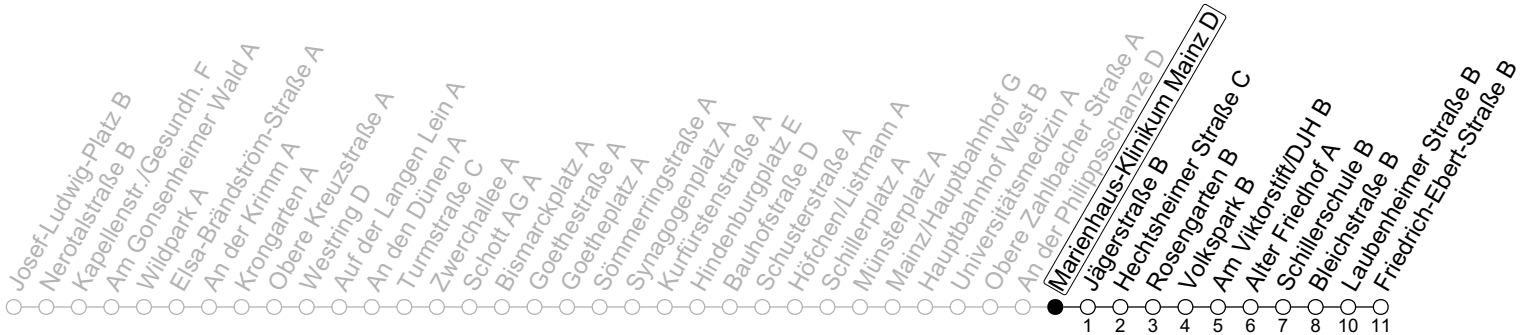 Josef-Ludwig-Platz B
Nerotalstraße B
Kapellenstr./Gesundh. F
Am Gonsenheimer Wald A
Wildpark A
Elsa-Brändström-Straße A
An der Krimm A
Kromgarten A
Obere Kreuzstraße A
Westring D
Auf der Langen Lein A
An den Dünen A
Turmstraße C
Zwerchallee A
Schott AG A
Bismarckplatz A
Goethestraße A
Goetheplatz A
Sömmerringstraße A
Synagogenplatz A
Kurfürstenstraße A
Hindenburgplatz E
Bauhofstraße D
Schusterstraße A
Höfchen/Listmann A
Schillerplatz A
Münsterplatz A
Mainz/Hauptbahnhof G
Hauptbahnhof West B
Universitätsmedizin A
Obere Zahlbacher Straße A
An der Philippsschanze D
Marienhaus-Klinikum Mainz D
Jägerstraße B
Hechtsheimer Straße C
Rosengarten B
Volkspark B
Am Viktorstift/DJH B
Alter Friedhof A
Schillerschule B
Bleichstraße B
Laubenheimer Straße B
Friedrich-Ebert-Straße B
1 2 3 4 5 6 7 8 10 11